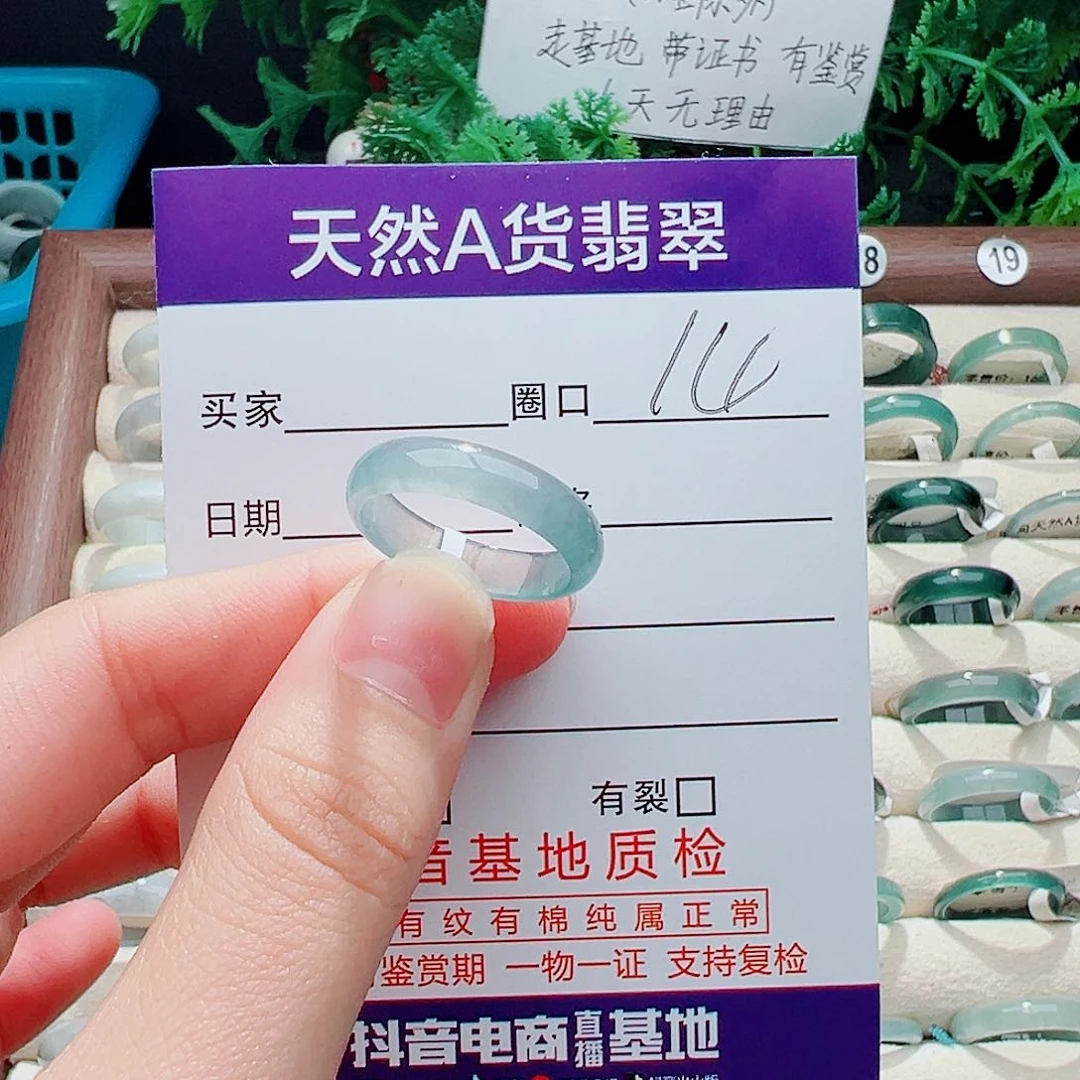 走基地 带证书 有鉴赏
天无理由
天然A货翡翠
8
19
买家 圈口
日期
有裂
音基地质检
有纹有棉纯属正常
鉴赏期 一物一证 支持复检
抖音电商直播基地